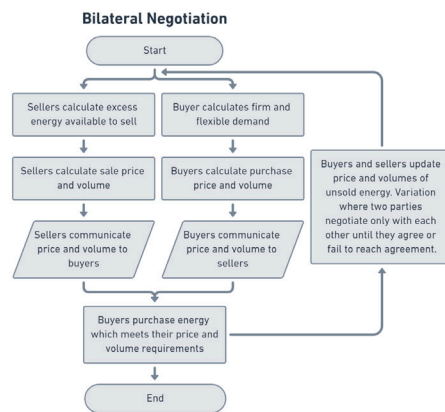 Bilateral Negotiation
Start
Sellers calculate excess
energy available to sell
Buyer calculates firm and
flexible demand
Sellers calculate sale price
and volume
Buyers calculate purchase
price and volume
Buyers and sellers update
price and volumes of
unsold energy. Variation
where two parties
negotiate only with each
other until they agree or
fail to reach agreement.
Sellers communicate
price and volume to
buyers
Buyers communicate
price and volume to
sellers
Buyers purchase energy
which meets their price and
volume requirements
End